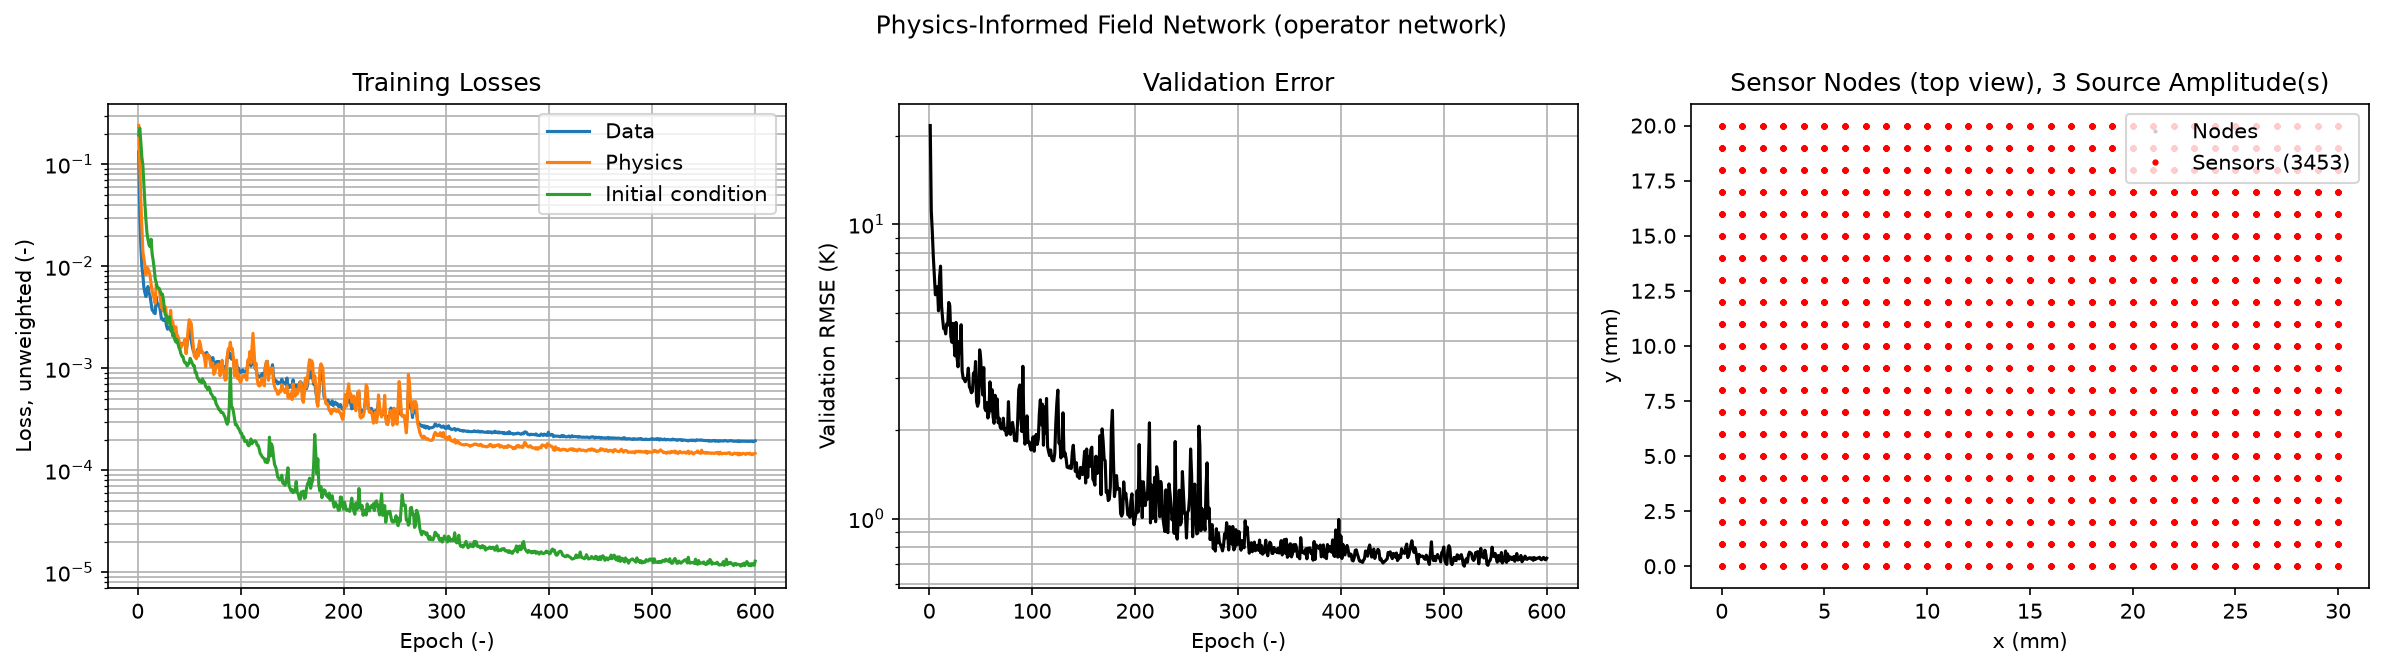 Physics-Informed Field Network (operator network)
Training Losses
Loss, unweighted (-)
10⁻¹
10⁻²
10⁻³
10⁻⁴
10⁻⁵
Data
Physics
Initial condition
0 100 200 300 400 500 600
Epoch (-)
Validation Error
Validation RMSE (K)
10¹
10⁰
0 100 200 300 400 500 600
Epoch (-)
Sensor Nodes (top view), 3 Source Amplitude(s)
y (mm)
20.0
17.5
15.0
12.5
10.0
7.5
5.0
2.5
0.0
Nodes
Sensors (3453)
0 5 10 15 20 25 30
x (mm)